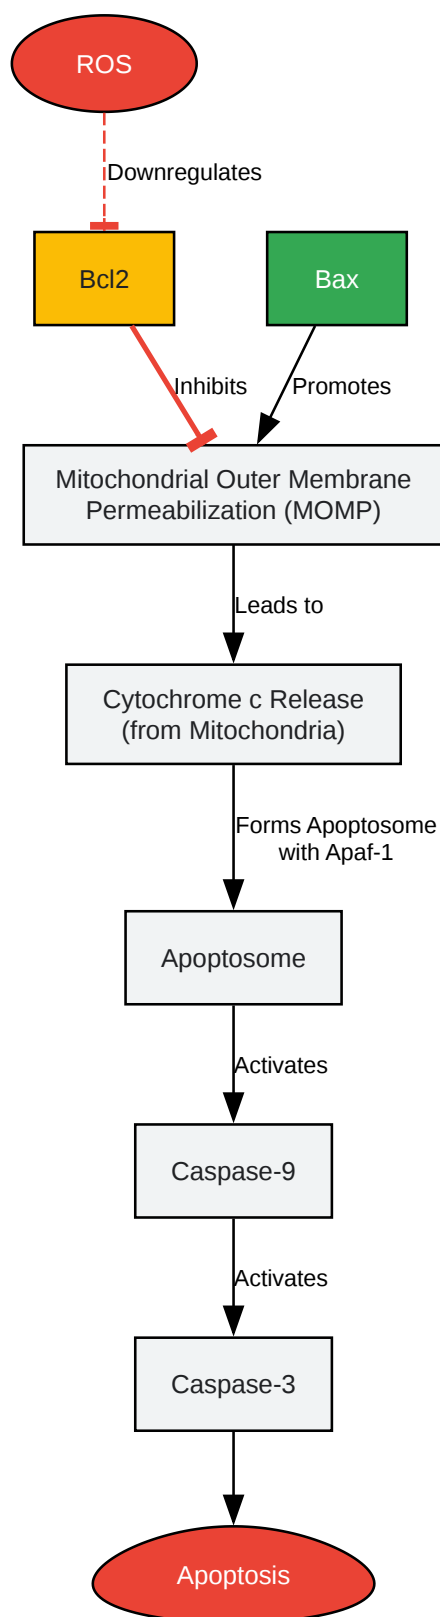 ROS
Downregulates
Bcl2
Bax
Inhibits
Promotes
Mitochondrial Outer Membrane
Permeabilization (MOMP)
Leads to
Cytochrome c Release
(from Mitochondria)
Forms Apoptosome
with Apaf-1
Apoptosome
Activates
Caspase-9
Activates
Caspase-3
Apoptosis